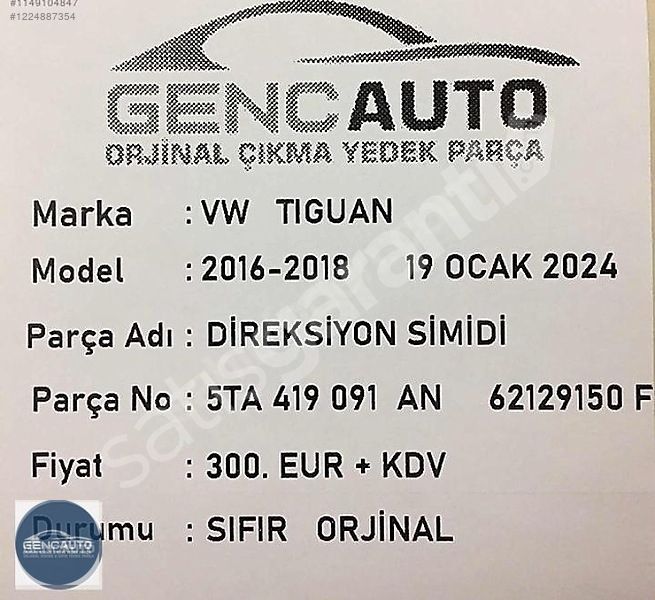 #1149104847
#1224887354
GENCAUTO
ORJİNAL ÇIKMA YEDEK PARÇA
Marka : VW TIGUAN
Model : 2016-2018 19 OCAK 2024
Parça Adı : DİREKSİYON SİMİDİ
Parça No : 5TA 419 091 AN 62129150 F
Fiyat : 300. EUR + KDV
Durumu : SIFIR ORJİNAL
GENCAUTO